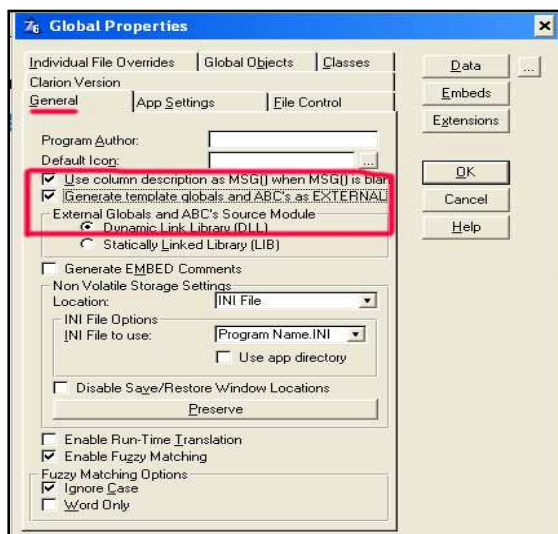 Global Properties
Individual File Overrides Global Objects Classes
Clarion Version
General App Settings File Control
Program Author:
Default Icon: ...
Use column description as MSG() when MSG() is blan
Generate template globals and ABC's as EXTERNAL
External Globals and ABC's Source Module
Dynamic Link Library (DLL)
Statically Linked Library (LIB)
Generate EMBED Comments
Non Volatile Storage Settings
Location: INI File
INI File Options
INI File to use: Program Name.INI
Use app directory
Disable Save/Restore Window Locations
Preserve
Enable Run-Time Translation
Enable Fuzzy Matching
Fuzzy Matching Options
Ignore Case
Word Only
Data ...
Embeds
Extensions
OK
Cancel
Help